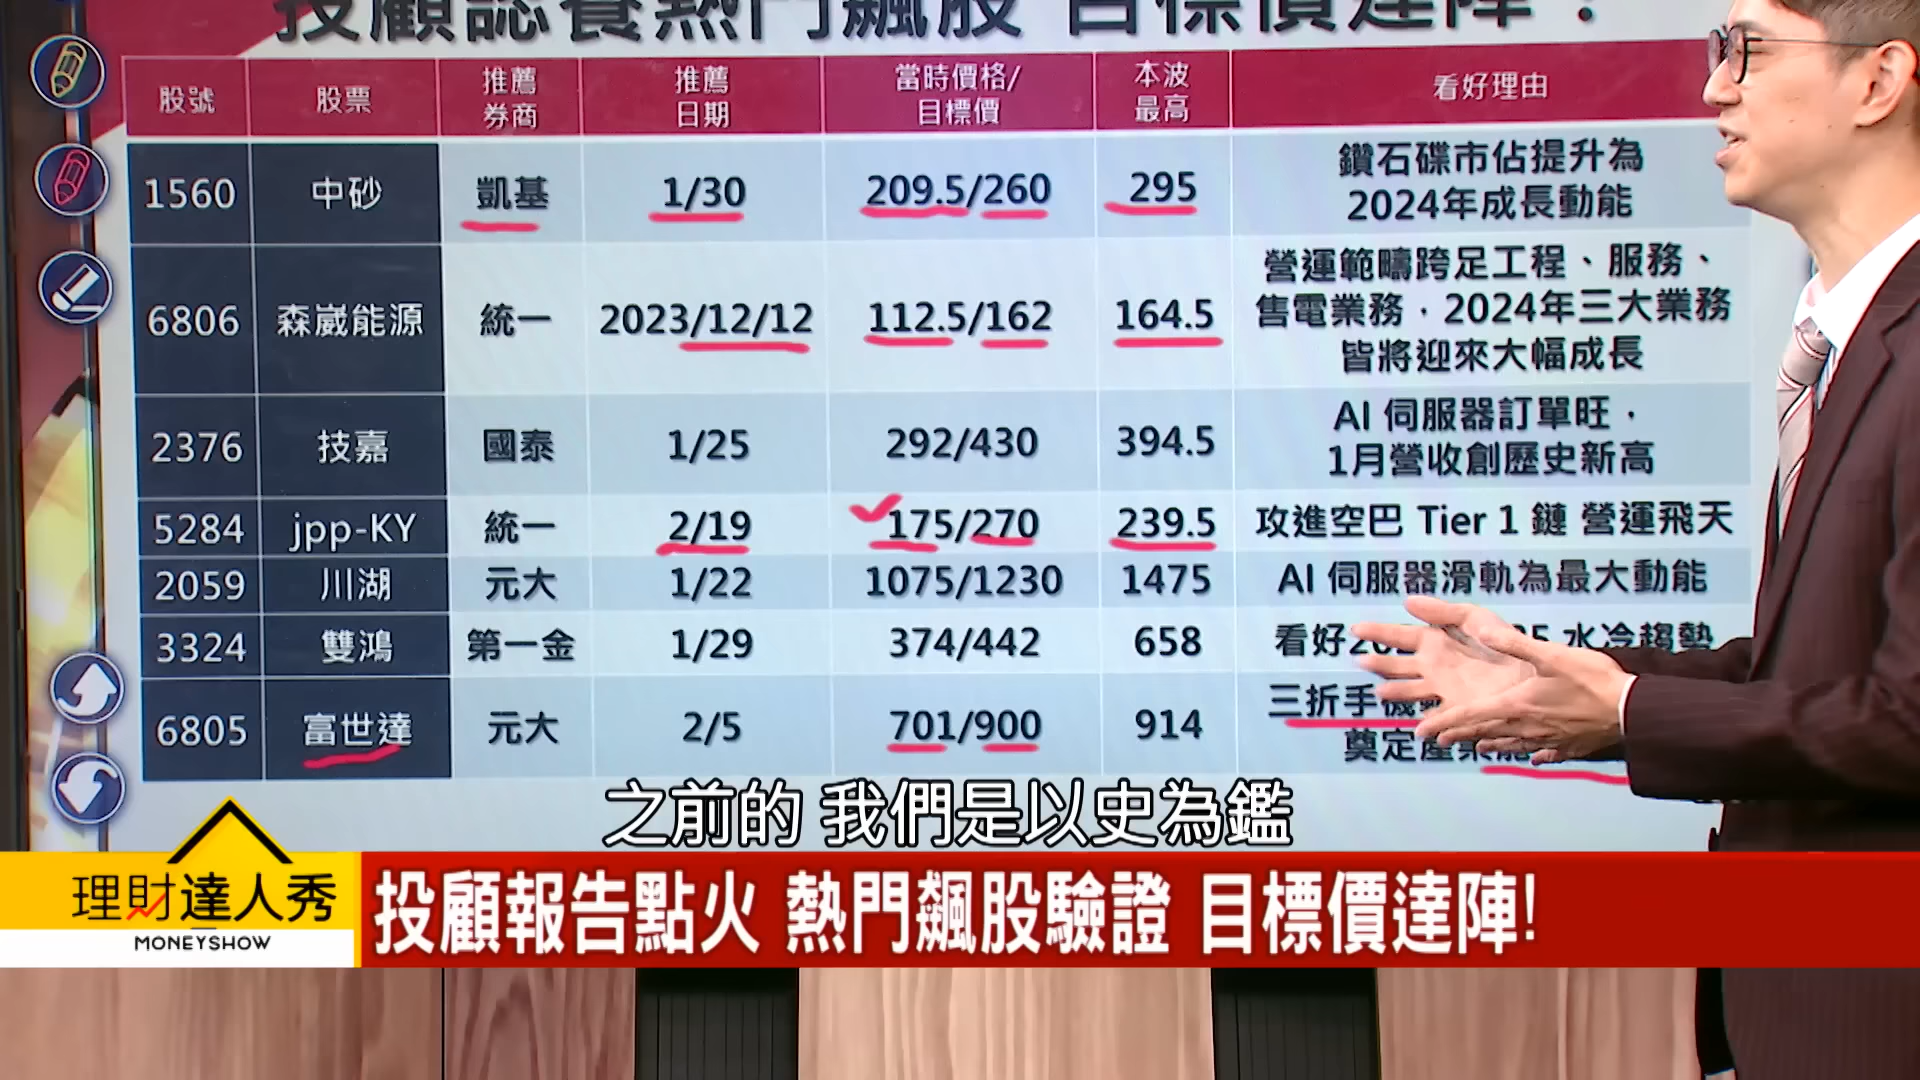 投顧認養熱門飆股 目標價達陣！
股號 股票 推薦券商 推薦日期 當時價格/目標價 本波最高 看好理由
1560 中砂 凱基 1/30 209.5/260 295 鑽石碟市佔提升為
2024年成長動能
6806 森崴能源 統一 2023/12/12 112.5/162 164.5 營運範疇跨足工程、服務、
售電業務，2024年三大業務
皆將迎來大幅成長
2376 技嘉 國泰 1/25 292/430 394.5 AI 伺服器訂單旺，
1月營收創歷史新高
5284 jpp-KY 統一 2/19 175/270 239.5 攻進空巴 Tier 1 鏈 營運飛天
2059 川湖 元大 1/22 1075/1230 1475 AI 伺服器滑軌為最大動能
3324 雙鴻 第一金 1/29 374/442 658 看好 水冷趨勢
6805 富世達 元大 2/5 701/900 914 三折手機
奠定產業
之前的 我們是以史為鑑
理財達人秀
MONEYSHOW
投顧報告點火 熱門飆股驗證 目標價達陣!